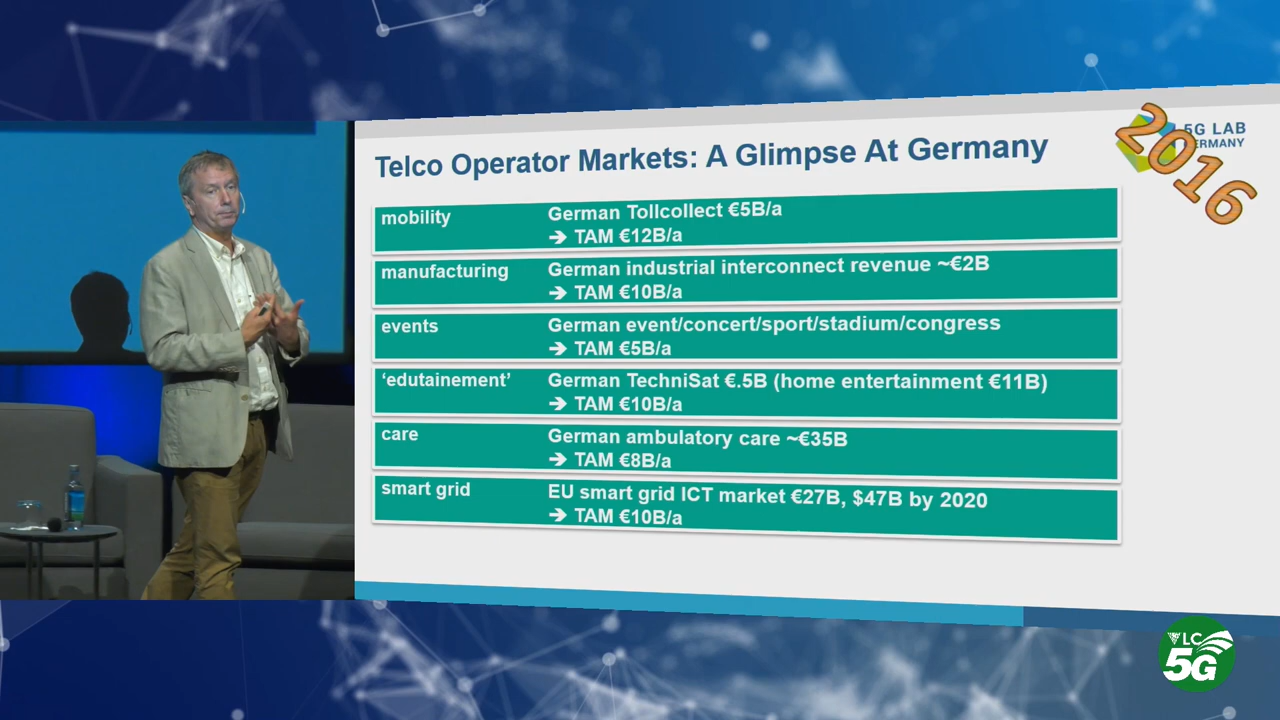 Telco Operator Markets: A Glimpse At Germany
2016
5G LAB
GERMANY
mobility German Tollcollect €5B/a
➔ TAM €12B/a
manufacturing German industrial interconnect revenue ~€2B
➔ TAM €10B/a
events German event/concert/sport/stadium/congress
➔ TAM €5B/a
‘edutainement’ German TechniSat €.5B (home entertainment €11B)
➔ TAM €10B/a
care German ambulatory care ~€35B
➔ TAM €8B/a
smart grid EU smart grid ICT market €27B, $47B by 2020
➔ TAM €10B/a
VLC
5G